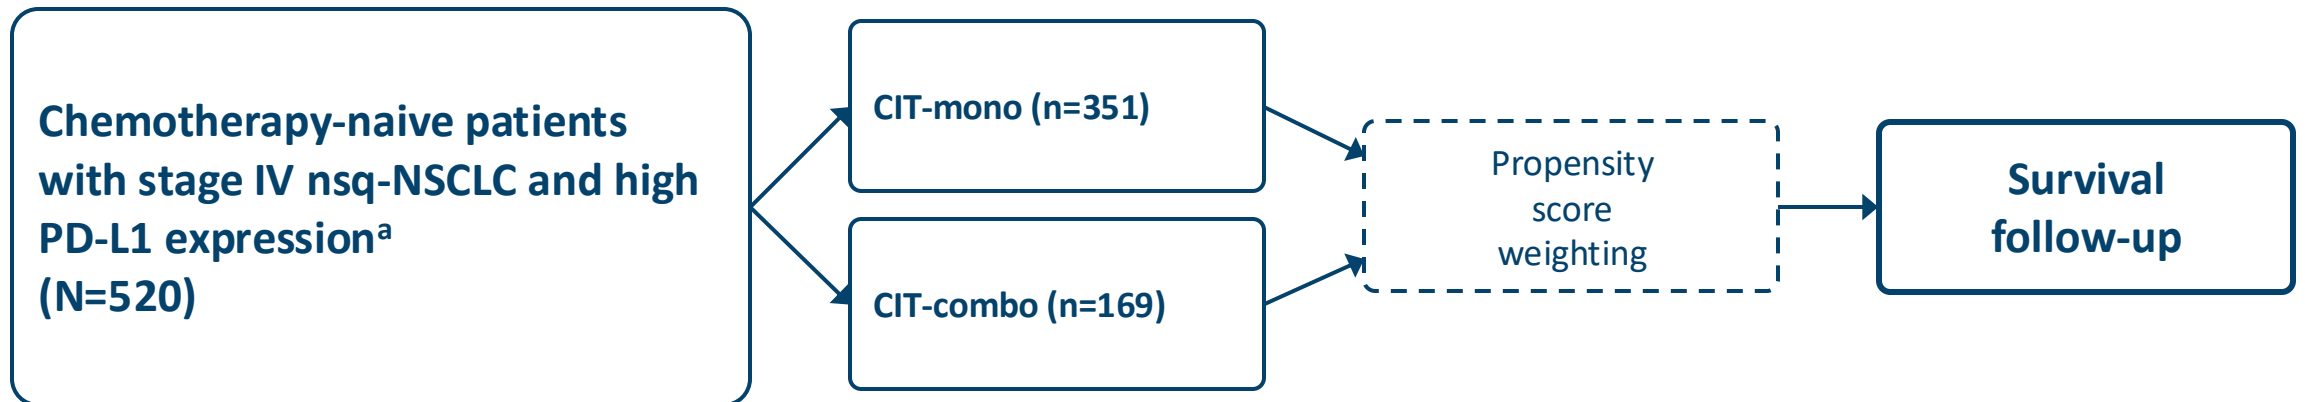 Chemotherapy-naive patients
with stage IV nsq-NSCLC and high
PD-L1 expressionᵃ
(N=520)
CIT-mono (n=351)
CIT-combo (n=169)
Propensity
score
weighting
Survival
follow-up